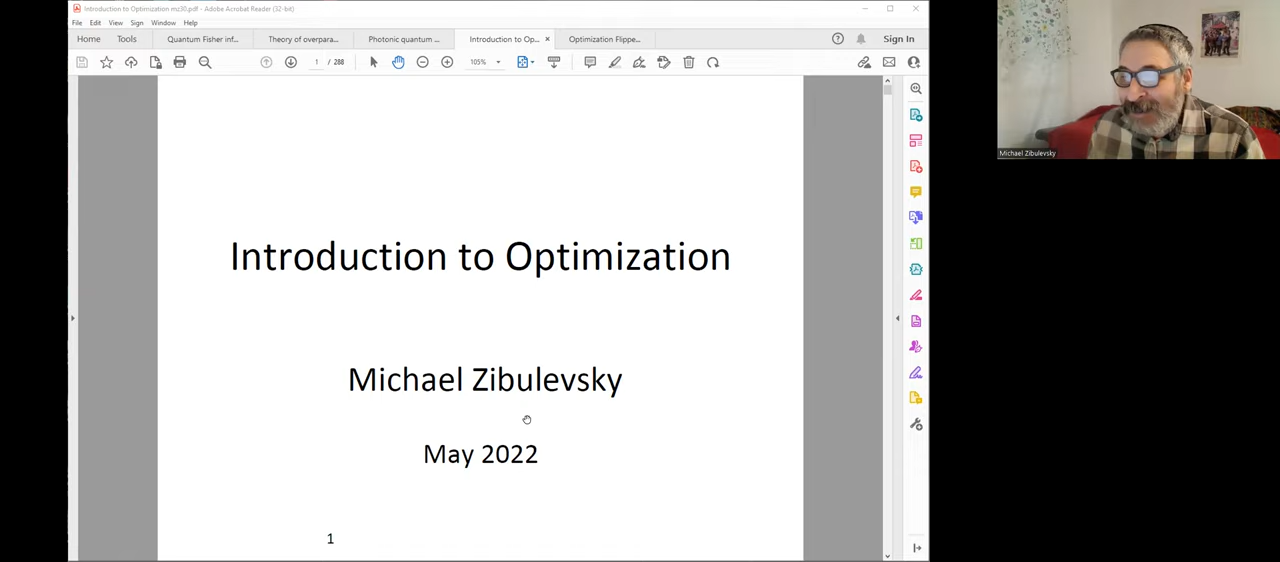 Introduction to Optimization mz30.pdf - Adobe Acrobat Reader (32-bit)
File Edit View Sign Window Help
Home Tools Quantum Fisher inf... Theory of overpara... Photonic quantum ... Introduction to Op... Optimization Flippe... Sign In
1 / 288 105%
Introduction to Optimization
Michael Zibulevsky
May 2022
1
Michael Zibulevsky